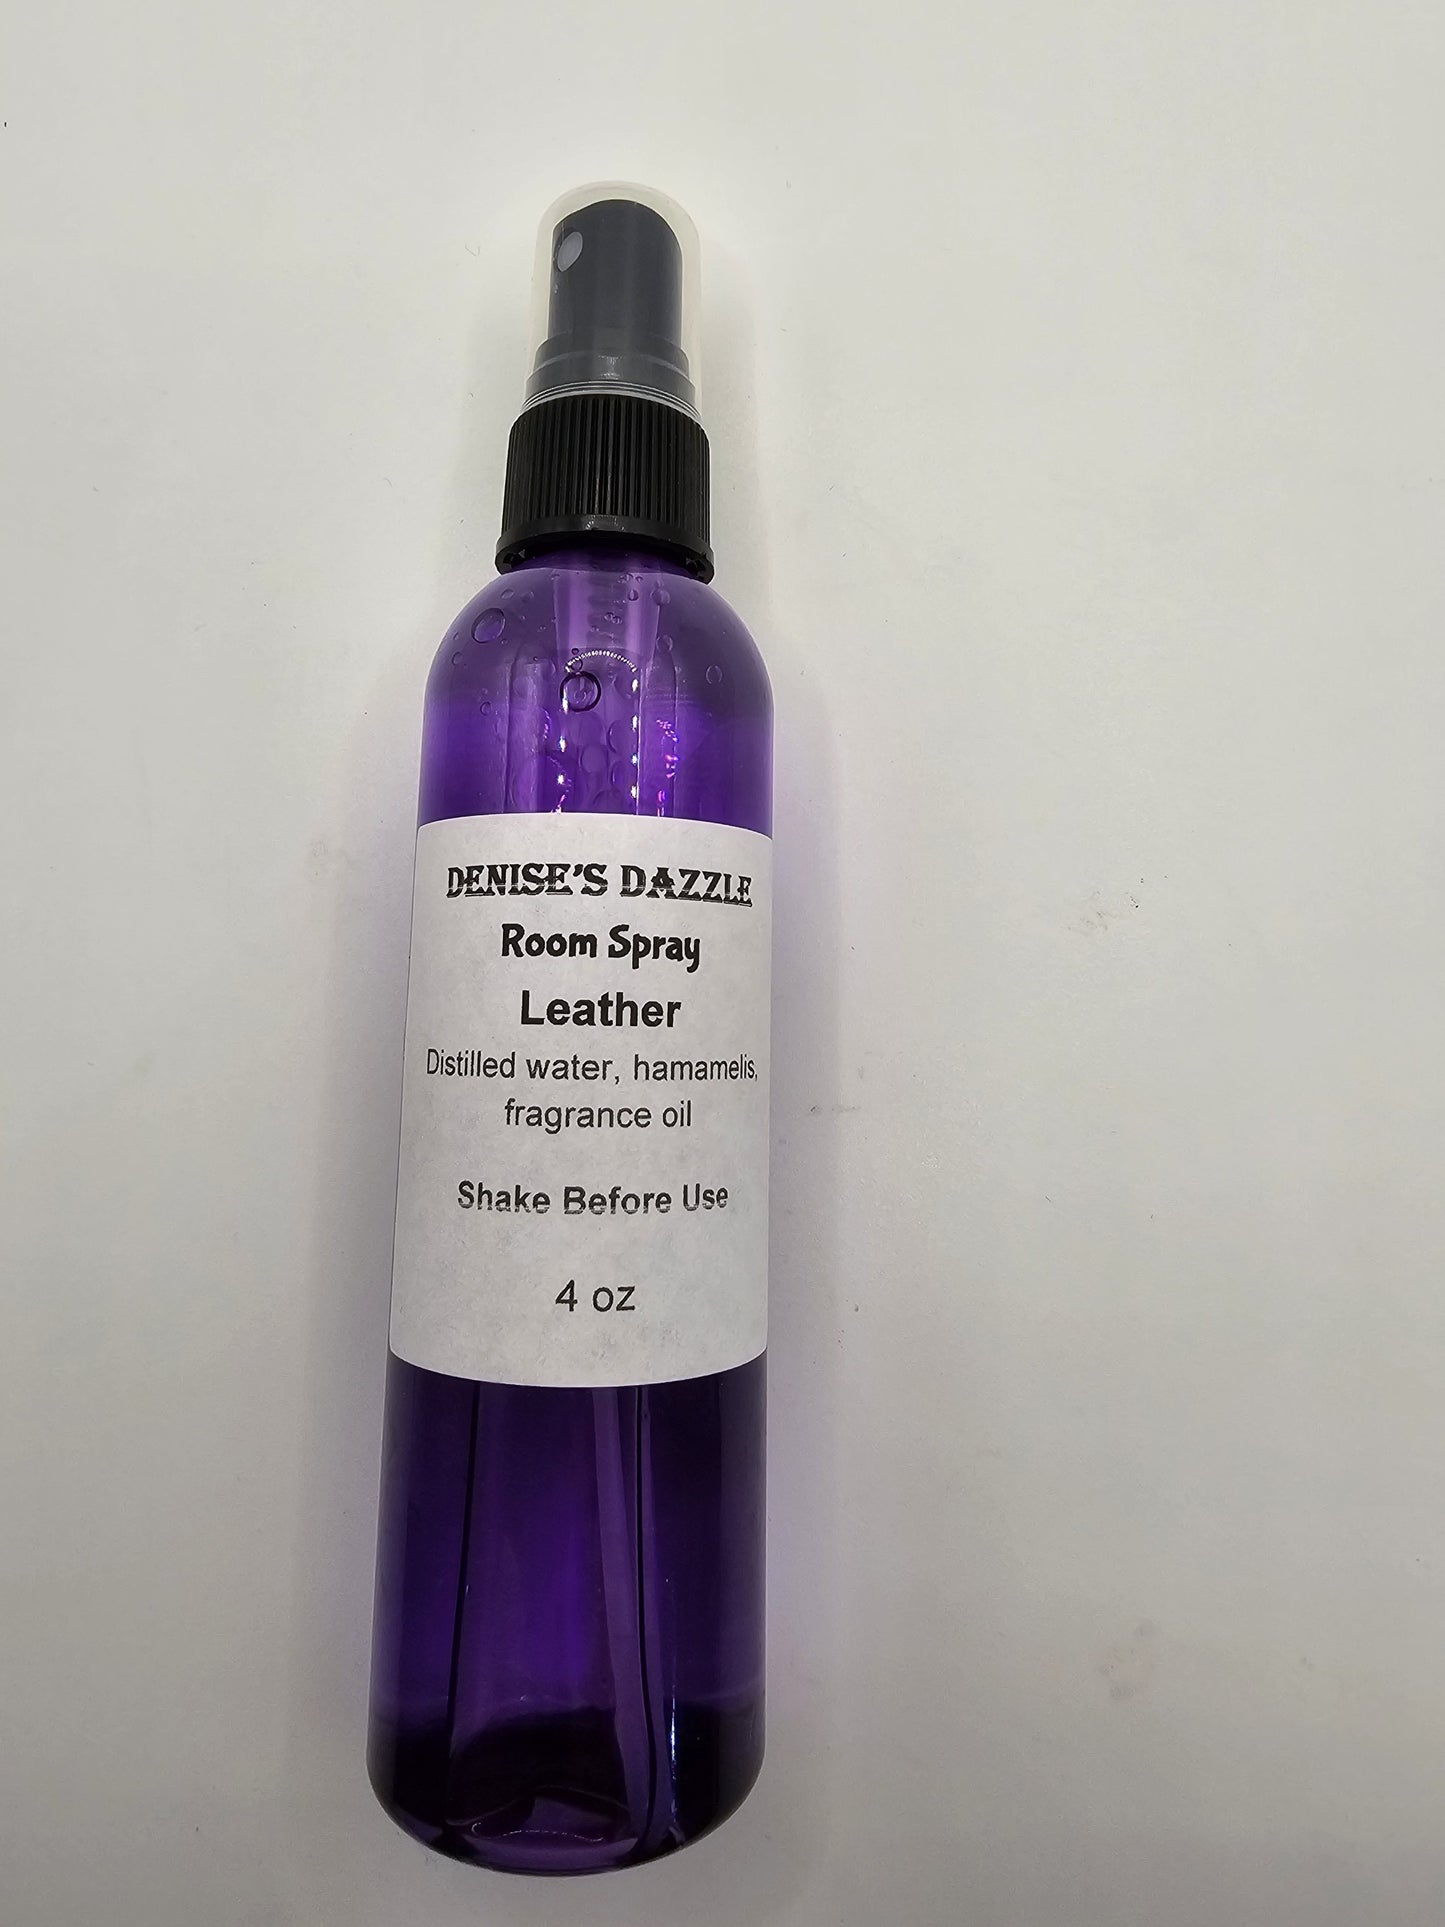 DENISE'S DAZZLE
Room Spray
Leather
Distilled water, hamamelis,
fragrance oil
Shake Before Use
4 oz